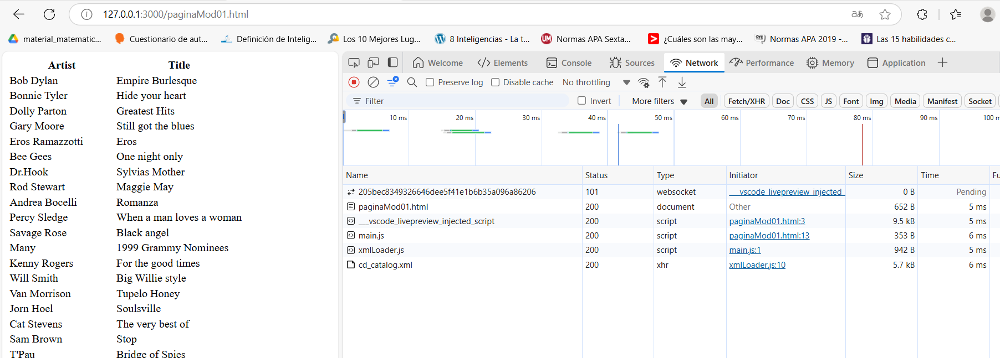 127.0.0.1:3000/paginaMod01.html
material_matematic...
Cuestionario de aut...
Definición de Intelig...
Los 10 Mejores Lug...
8 Inteligencias - La t...
Normas APA Sexta...
¿Cuáles son las may...
Normas APA 2019 -...
Las 15 habilidades c...
Artist Title
Bob Dylan Empire Burlesque
Bonnie Tyler Hide your heart
Dolly Parton Greatest Hits
Gary Moore Still got the blues
Eros Ramazzotti Eros
Bee Gees One night only
Dr.Hook Sylvias Mother
Rod Stewart Maggie May
Andrea Bocelli Romanza
Percy Sledge When a man loves a woman
Savage Rose Black angel
Many 1999 Grammy Nominees
Kenny Rogers For the good times
Will Smith Big Willie style
Van Morrison Tupelo Honey
Jorn Hoel Soulsville
Cat Stevens The very best of
Sam Brown Stop
T'Pau Bridge of Spies
Welcome Elements Console Sources Network Performance Memory Application
Preserve log Disable cache No throttling
Filter Invert More filters All Fetch/XHR Doc CSS JS Font Img Media Manifest Socket
10 ms 20 ms 30 ms 40 ms 50 ms 60 ms 70 ms 80 ms 90 ms 100 m
Name Status Type Initiator Size Time Fu
205bec8349326646dee5f41e1b6b35a096a86206 101 websocket ___vscode_livepreview_injected_ 0 B Pending
paginaMod01.html 200 document Other 652 B 5 ms
___vscode_livepreview_injected_script 200 script paginaMod01.html:3 9.5 kB 5 ms
main.js 200 script paginaMod01.html:13 353 B 6 ms
xmlLoader.js 200 script main.js:1 942 B 5 ms
cd_catalog.xml 200 xhr xmlLoader.js:10 5.7 kB 6 ms